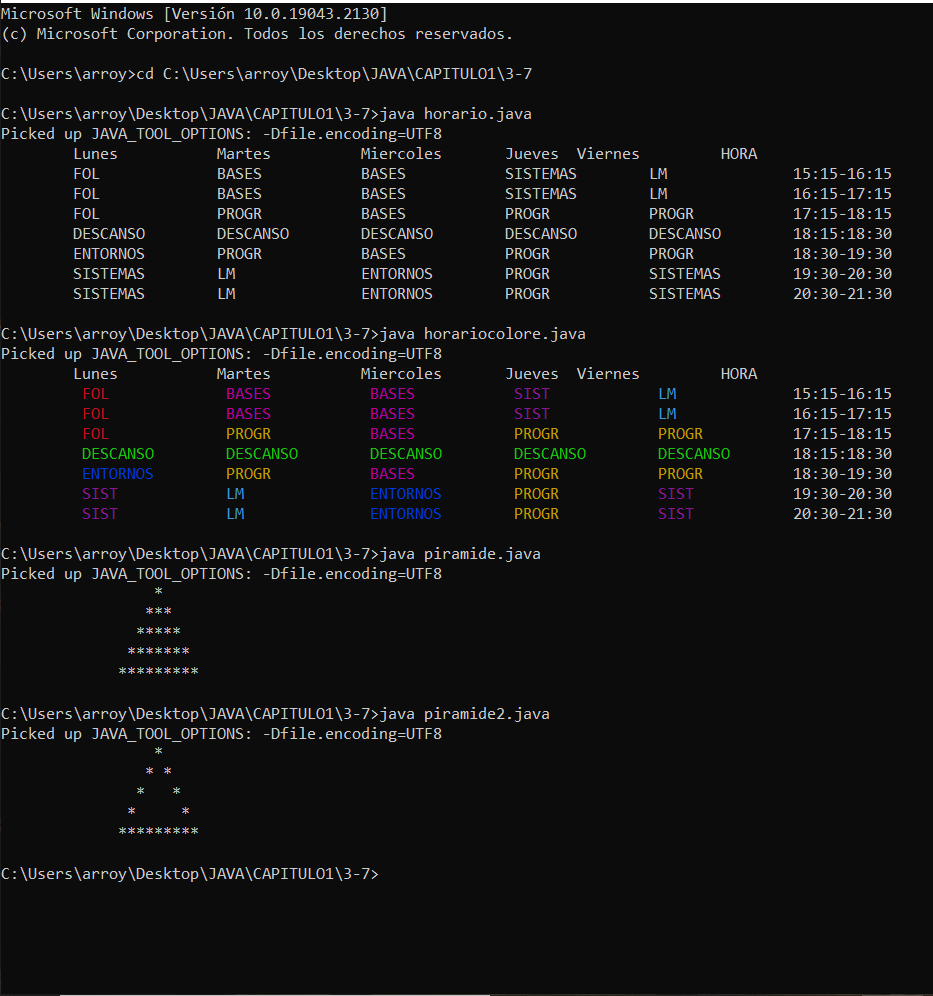 Microsoft Windows [Versión 10.0.19043.2130]
(c) Microsoft Corporation. Todos los derechos reservados.

C:\Users\arroy>cd C:\Users\arroy\Desktop\JAVA\CAPITULO1\3-7

C:\Users\arroy\Desktop\JAVA\CAPITULO1\3-7>java horario.java
Picked up JAVA_TOOL_OPTIONS: -Dfile.encoding=UTF8
        Lunes           Martes          Miercoles       Jueves  Viernes         HORA
        FOL             BASES           BASES           SISTEMAS        LM              15:15-16:15
        FOL             BASES           BASES           SISTEMAS        LM              16:15-17:15
        FOL             PROGR           BASES           PROGR           PROGR           17:15-18:15
        DESCANSO        DESCANSO        DESCANSO        DESCANSO        DESCANSO        18:15:18:30
        ENTORNOS        PROGR           BASES           PROGR           PROGR           18:30-19:30
        SISTEMAS        LM              ENTORNOS        PROGR           SISTEMAS        19:30-20:30
        SISTEMAS        LM              ENTORNOS        PROGR           SISTEMAS        20:30-21:30

C:\Users\arroy\Desktop\JAVA\CAPITULO1\3-7>java horariocolore.java
Picked up JAVA_TOOL_OPTIONS: -Dfile.encoding=UTF8
        Lunes           Martes          Miercoles       Jueves  Viernes         HORA
         FOL             BASES           BASES           SIST            LM             15:15-16:15
         FOL             BASES           BASES           SIST            LM             16:15-17:15
         FOL             PROGR           BASES           PROGR           PROGR          17:15-18:15
         DESCANSO        DESCANSO        DESCANSO        DESCANSO        DESCANSO       18:15-18:30
         ENTORNOS        PROGR           BASES           PROGR           PROGR          18:30-19:30
         SIST            LM              ENTORNOS        PROGR           SIST           19:30-20:30
         SIST            LM              ENTORNOS        PROGR           SIST           20:30-21:30

C:\Users\arroy\Desktop\JAVA\CAPITULO1\3-7>java piramide.java
Picked up JAVA_TOOL_OPTIONS: -Dfile.encoding=UTF8
                 *
                ***
               *****
              *******
             *********

C:\Users\arroy\Desktop\JAVA\CAPITULO1\3-7>java piramide2.java
Picked up JAVA_TOOL_OPTIONS: -Dfile.encoding=UTF8
                 *
                * *
               *   *
              *     *
             *********

C:\Users\arroy\Desktop\JAVA\CAPITULO1\3-7>